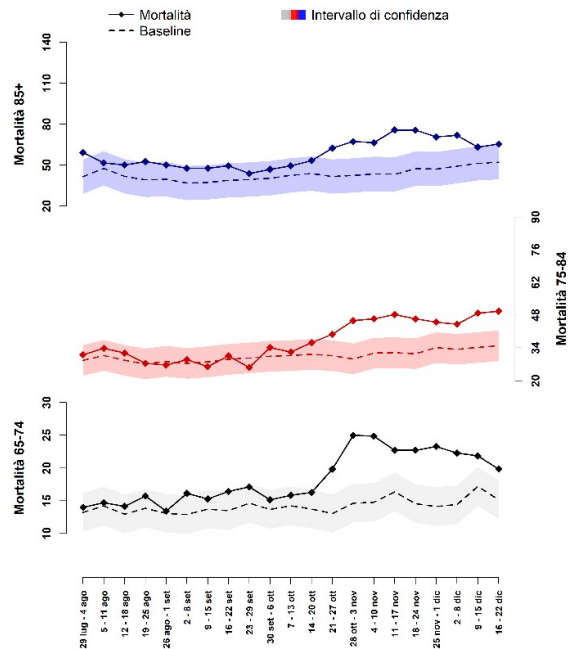 Mortalità
Baseline
Intervallo di confidenza
Mortalità 85+
140
110
80
50
20
Mortalità 75-84
90
76
62
48
34
20
Mortalità 65-74
30
25
20
15
10
29 lug - 4 ago
5 - 11 ago
12 - 18 ago
19 - 25 ago
26 ago - 1 set
2 - 8 set
9 - 15 set
16 - 22 set
23 - 29 set
30 set - 6 ott
7 - 13 ott
14 - 20 ott
21 - 27 ott
28 ott - 3 nov
4 - 10 nov
11 - 17 nov
18 - 24 nov
25 nov - 1 dic
2 - 8 dic
9 - 15 dic
16 - 22 dic